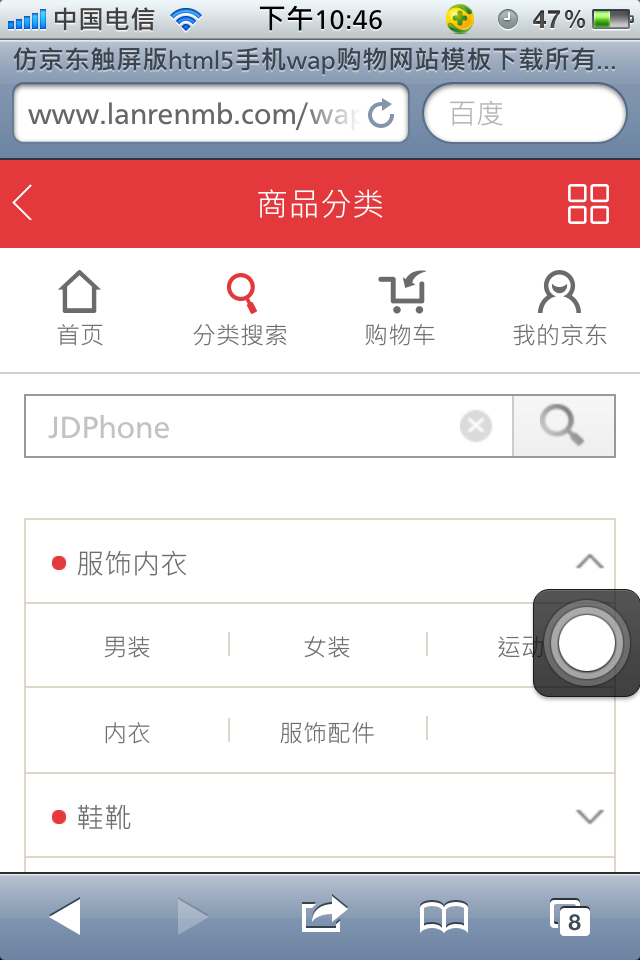 中国电信 下午10:46 47%
仿京东触屏版html5手机wap购物网站模板下载所有...
www.lanrenmb.com/wap 百度
商品分类
首页 分类搜索 购物车 我的京东
JDPhone
服饰内衣
男装 女装 运动
内衣 服饰配件
鞋靴
8